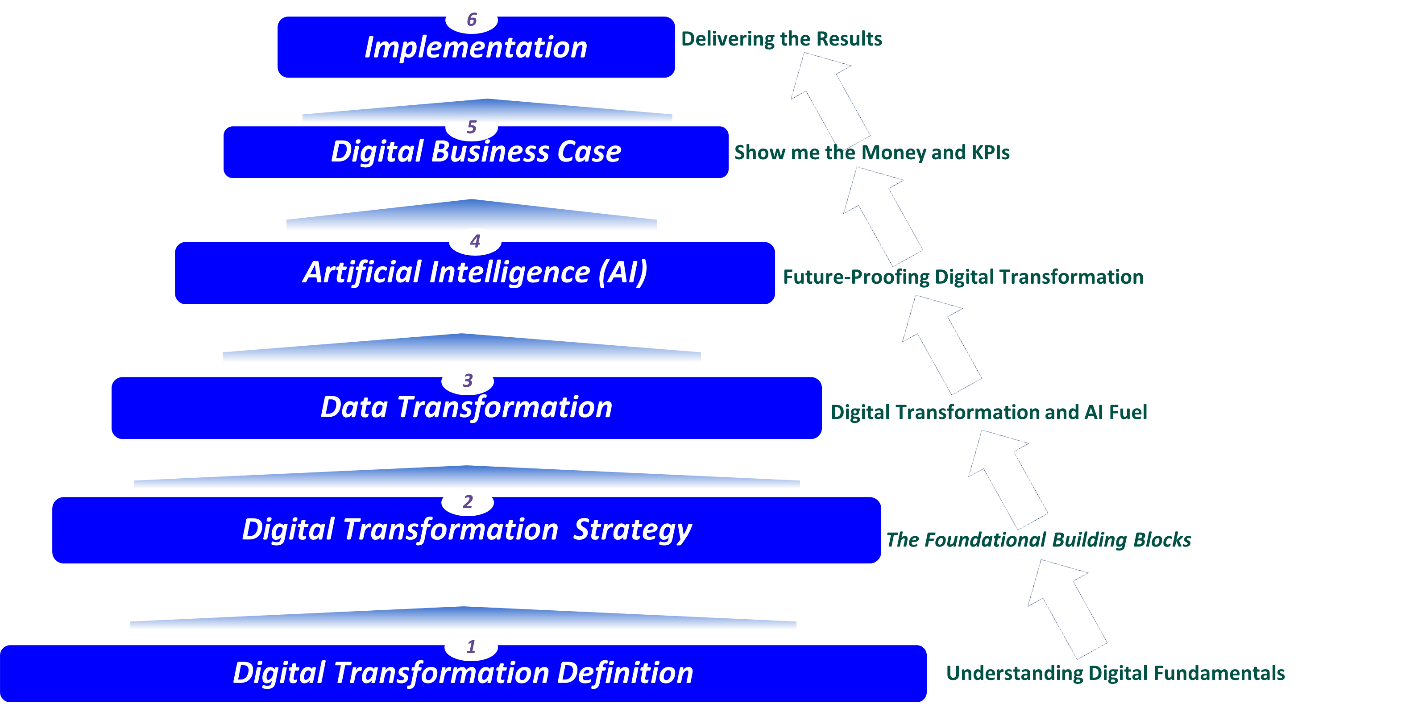 6
Implementation
Delivering the Results
5
Digital Business Case
Show me the Money and KPIs
4
Artificial Intelligence (AI)
Future-Proofing Digital Transformation
3
Data Transformation
Digital Transformation and AI Fuel
2
Digital Transformation  Strategy
The Foundational Building Blocks
1
Digital Transformation Definition
Understanding Digital Fundamentals